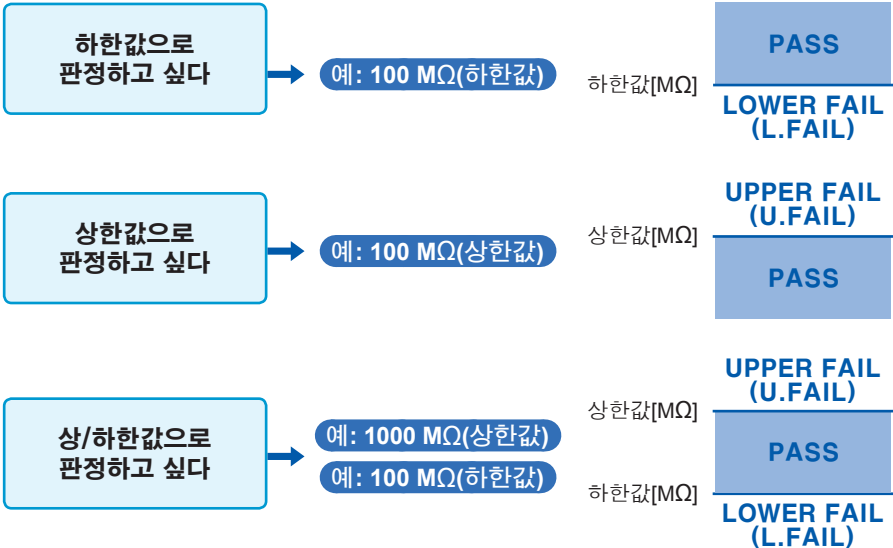 하한값으로
판정하고 싶다
예: 100 MΩ(하한값)
하한값[MΩ]
PASS
LOWER FAIL
(L.FAIL)
상한값으로
판정하고 싶다
예: 100 MΩ(상한값)
상한값[MΩ]
UPPER FAIL
(U.FAIL)
PASS
상/하한값으로
판정하고 싶다
예: 1000 MΩ(상한값)
예: 100 MΩ(하한값)
상한값[MΩ]
하한값[MΩ]
UPPER FAIL
(U.FAIL)
PASS
LOWER FAIL
(L.FAIL)